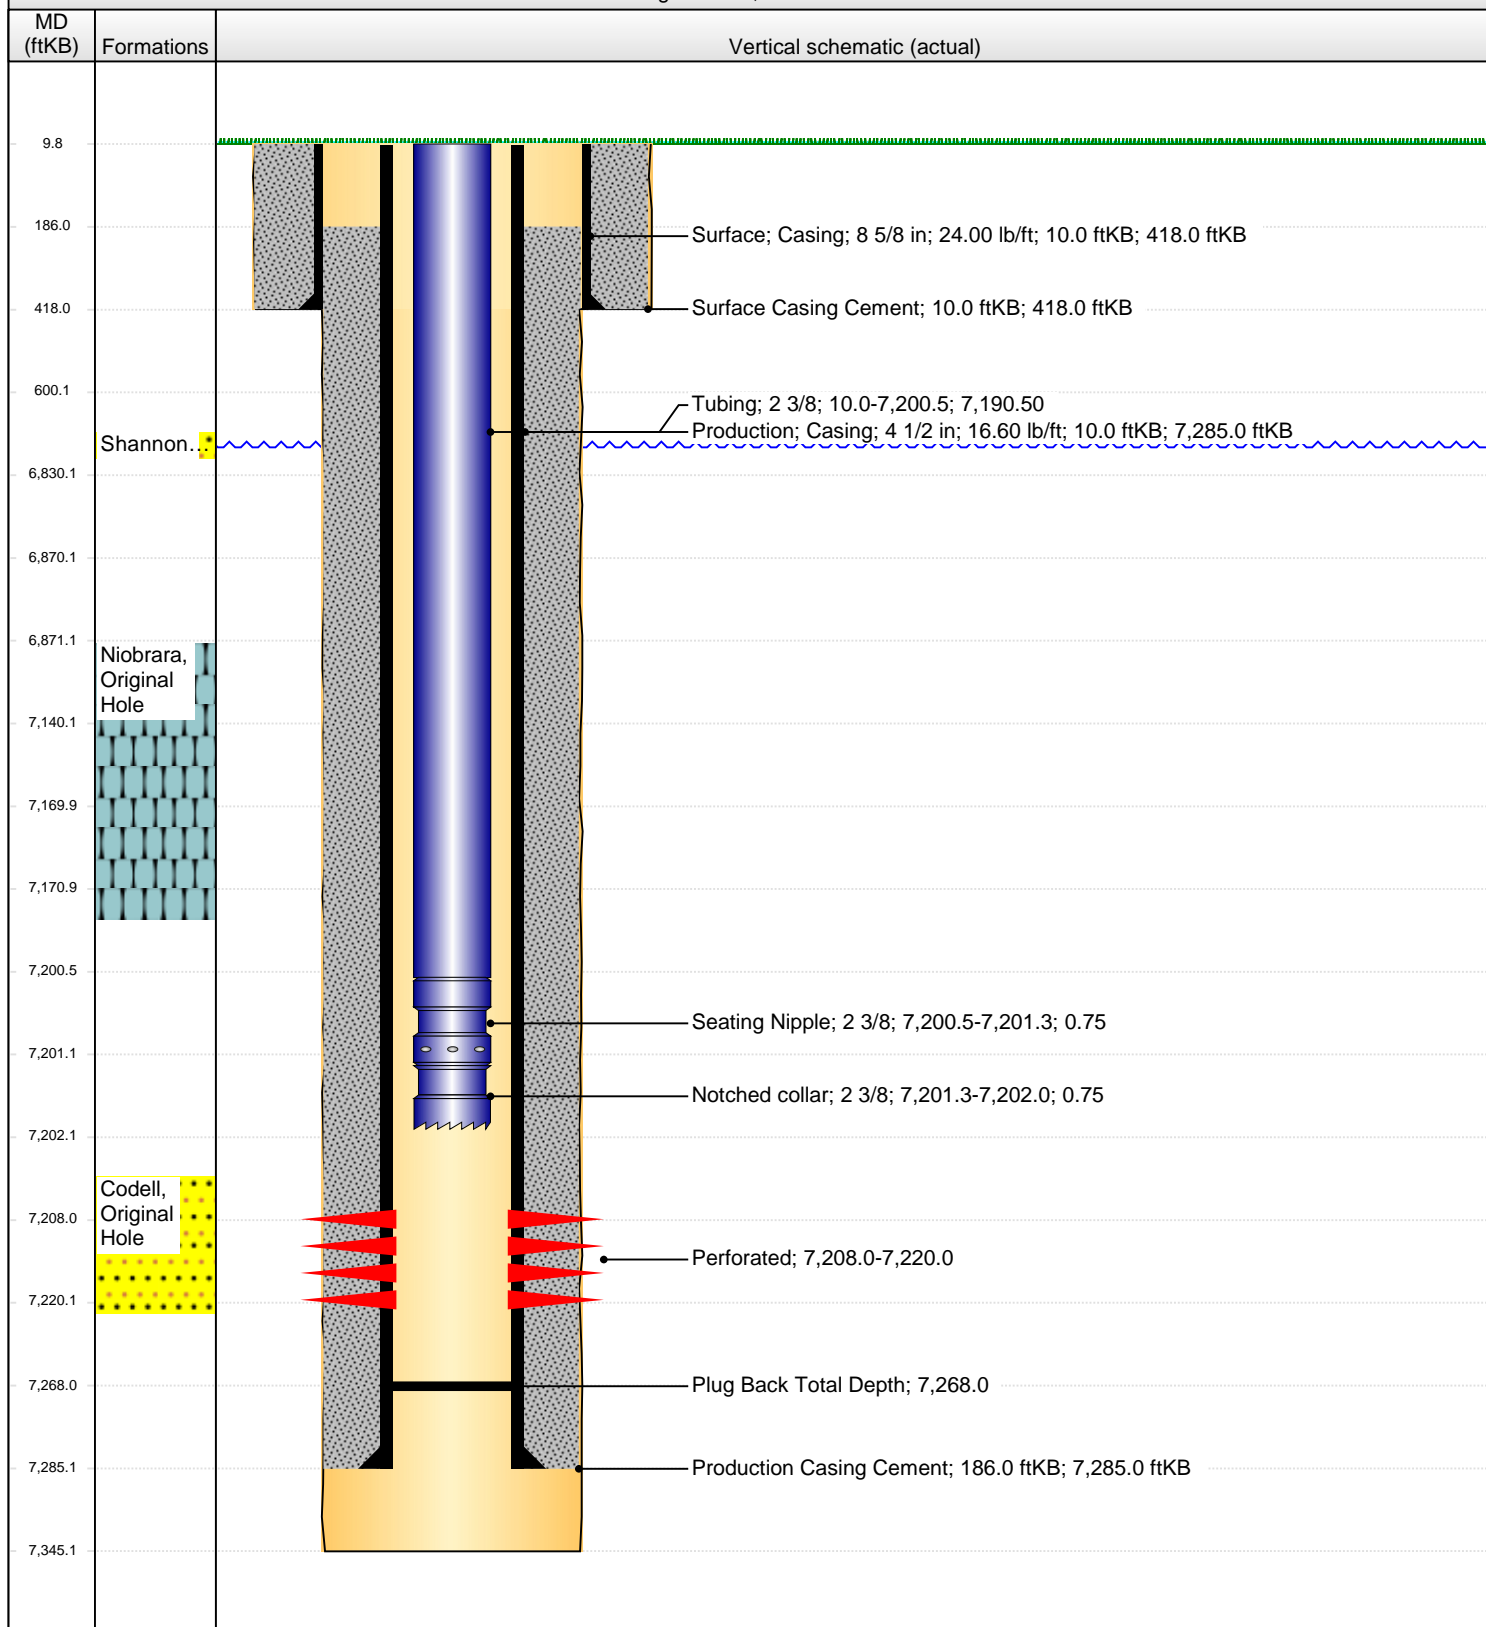 MD
(ftKB)
Formations
Vertical schematic (actual)
9.8
186.0
Surface; Casing; 8 5/8 in; 24.00 lb/ft; 10.0 ftKB; 418.0 ftKB
418.0
Surface Casing Cement; 10.0 ftKB; 418.0 ftKB
600.1
Tubing; 2 3/8; 10.0-7,200.5; 7,190.50
Production; Casing; 4 1/2 in; 16.60 lb/ft; 10.0 ftKB; 7,285.0 ftKB
Shannon...
6,830.1
6,870.1
6,871.1
Niobrara,
Original
Hole
7,140.1
7,169.9
7,170.9
7,200.5
Seating Nipple; 2 3/8; 7,200.5-7,201.3; 0.75
7,201.1
Notched collar; 2 3/8; 7,201.3-7,202.0; 0.75
7,202.1
Codell,
Original
Hole
7,208.0
Perforated; 7,208.0-7,220.0
7,220.1
7,268.0
Plug Back Total Depth; 7,268.0
7,285.1
Production Casing Cement; 186.0 ftKB; 7,285.0 ftKB
7,345.1